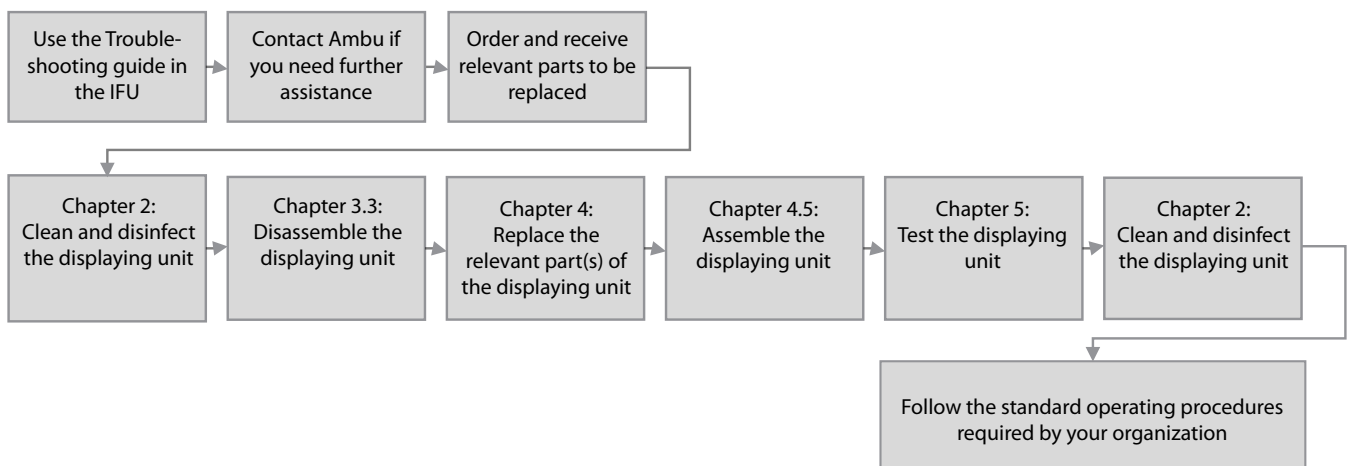 Use the Trouble-
shooting guide in
the IFU
Contact Ambu if
you need further
assistance
Order and receive
relevant parts to be
replaced
Chapter 2:
Clean and disinfect
the displaying unit
Chapter 3.3:
Disassemble the
displaying unit
Chapter 4:
Replace the
relevant part(s) of
the displaying unit
Chapter 4.5:
Assemble the
displaying unit
Chapter 5:
Test the displaying
unit
Chapter 2:
Clean and disinfect
the displaying unit
Follow the standard operating procedures
required by your organization